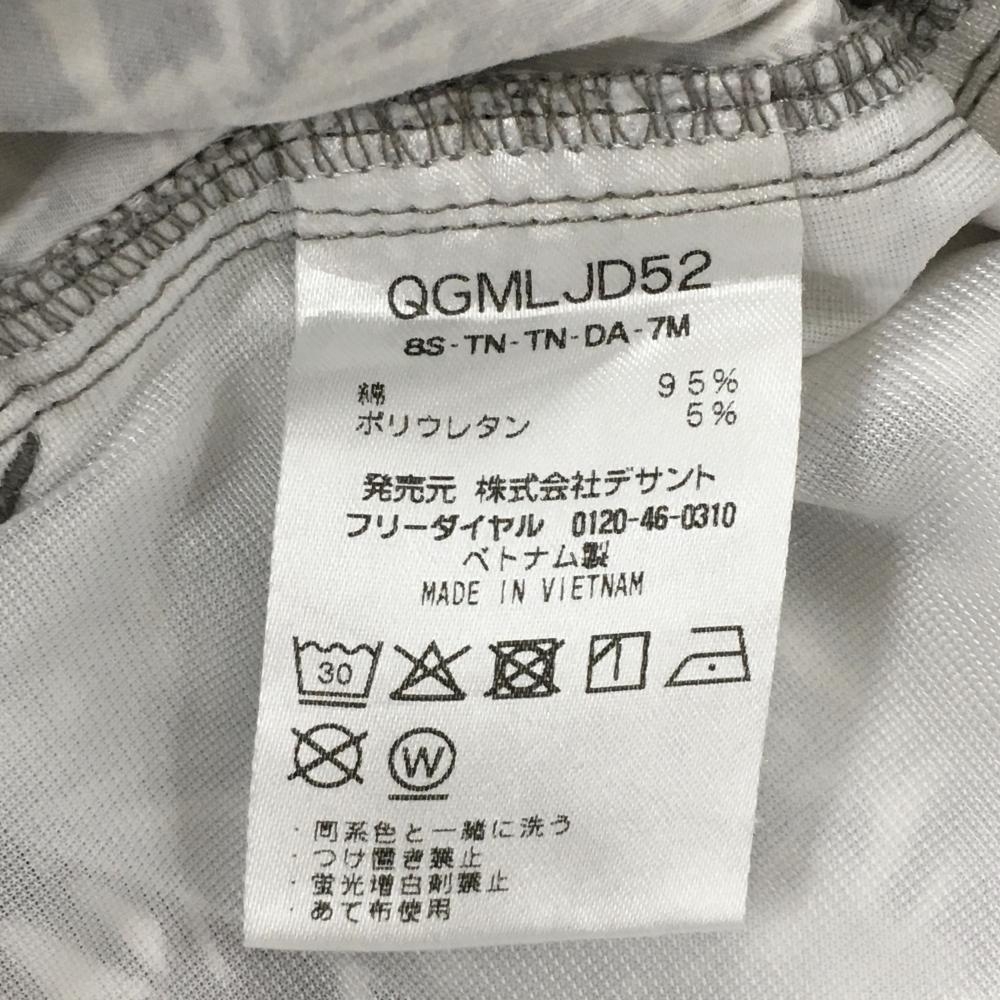 QGMLJD52
8S-TN-TN-DA-7M
綿 95%
ポリウレタン 5%
発売元 株式会社デサント
フリーダイヤル 0120-46-0310
ベトナム製
MADE IN VIETNAM
30
W
・同系色と一緒に洗う
・つけ置き禁止
・蛍光増白剤禁止
・あて布使用